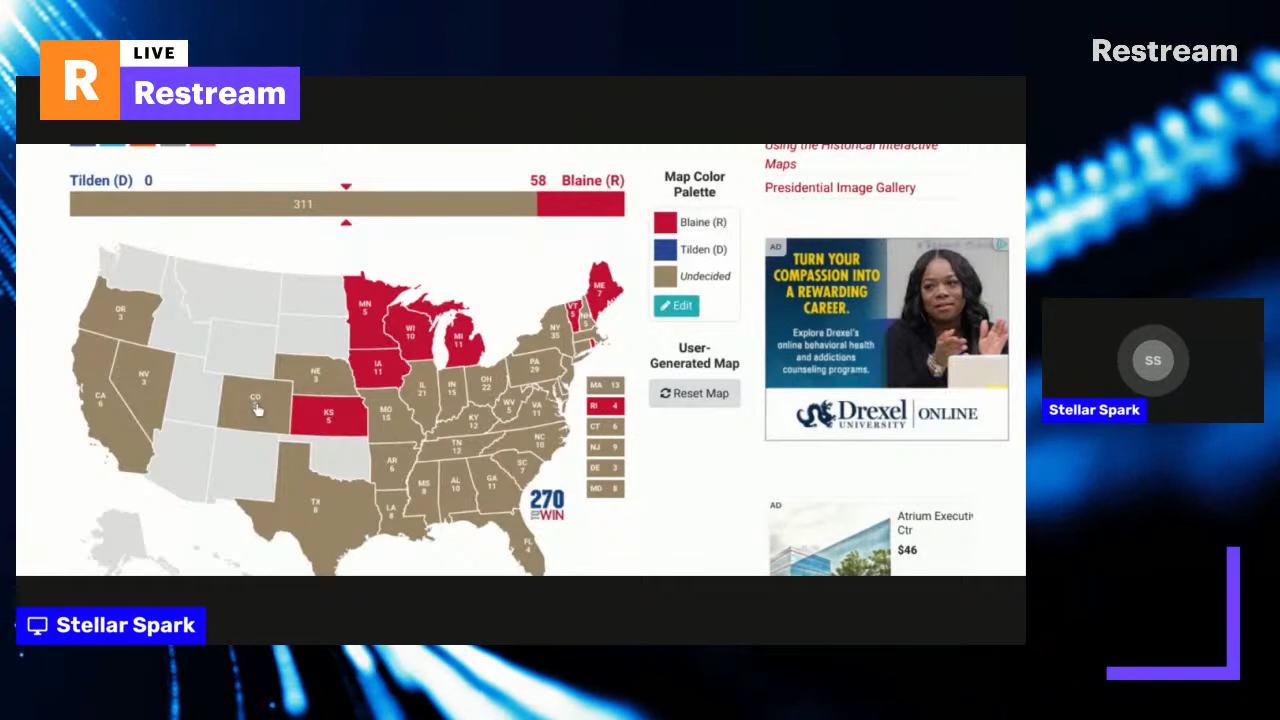 R
LIVE
Restream
Restream
Using the Historical Interactive
Maps
Presidential Image Gallery
Tilden (D) 0
58 Blaine (R)
311
Map Color
Palette
Blaine (R)
Tilden (D)
Undecided
Edit
User-
Generated Map
Reset Map
OR
3
CA
6
NV
3
CO
NE
3
KS
5
TX
8
MN
5
IA
11
MO
15
AR
6
LA
8
WI
10
IL
21
MI
11
IN
15
OH
22
KY
12
TN
12
MS
8
AL
10
GA
11
FL
4
SC
7
NC
10
VA
11
WV
5
PA
29
NY
35
VT
5
NH
5
ME
7
MA 13
RI 4
CT 6
NJ 9
DE 3
MD 8
270
TO
WIN
AD
TURN YOUR
COMPASSION INTO
A REWARDING
CAREER.
Explore Drexel's
online behavioral health
and addictions
counseling programs.
Drexel
UNIVERSITY
ONLINE
AD
Atrium Executiv
Ctr
$46
SS
Stellar Spark
Stellar Spark